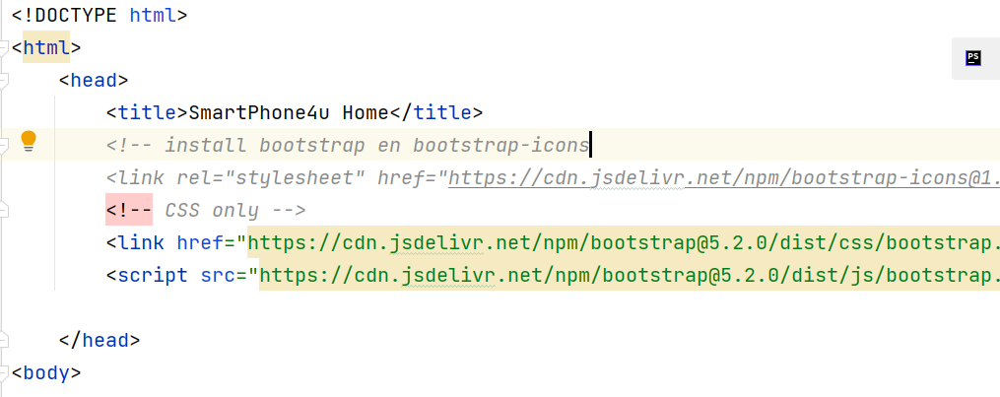 <!DOCTYPE html>
<html>
<head>
<title>SmartPhone4u Home</title>
<!-- install bootstrap en bootstrap-icons
<link rel="stylesheet" href="https://cdn.jsdelivr.net/npm/bootstrap-icons@1.
<!-- CSS only -->
<link href="https://cdn.jsdelivr.net/npm/bootstrap@5.2.0/dist/css/bootstrap.
<script src="https://cdn.jsdelivr.net/npm/bootstrap@5.2.0/dist/js/bootstrap.
</head>
<body>
PS